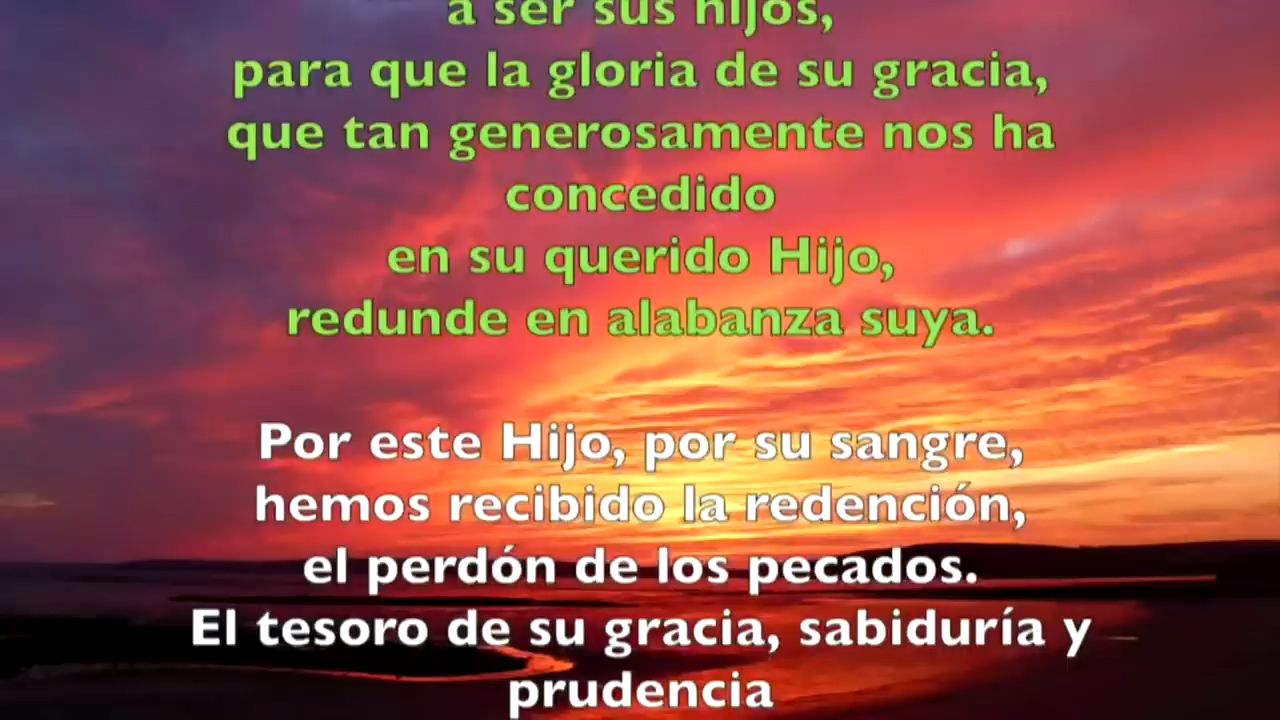 a ser sus hijos,
para que la gloria de su gracia,
que tan generosamente nos ha
concedido
en su querido Hijo,
redunde en alabanza suya.
Por este Hijo, por su sangre,
hemos recibido la redención,
el perdón de los pecados.
El tesoro de su gracia, sabiduría y
prudencia